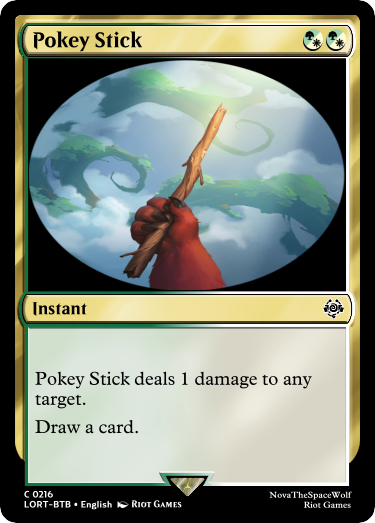 Pokey Stick
Instant
Pokey Stick deals 1 damage to any
target.
Draw a card.
C 0216
LORT-BTB • English RIOT GAMES
NovaTheSpaceWolf
Riot Games